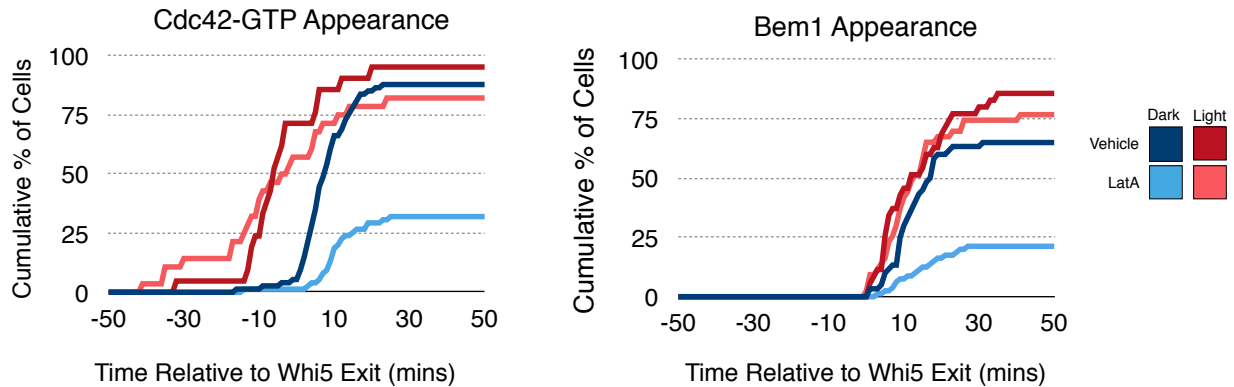 Cdc42-GTP Appearance
Cumulative % of Cells
100
75
50
25
0
-50 -30 -10 10 30 50
Time Relative to Whi5 Exit (mins)
Bem1 Appearance
Cumulative % of Cells
100
75
50
25
0
-50 -30 -10 10 30 50
Time Relative to Whi5 Exit (mins)
Dark Light
Vehicle
LatA